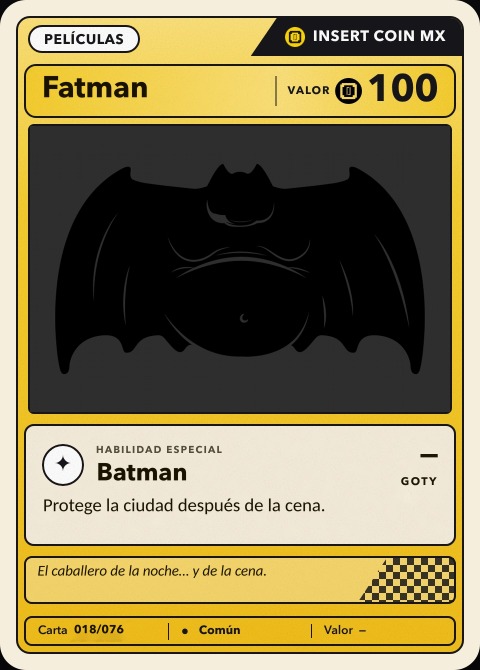 PELÍCULAS
INSERT COIN MX
Fatman
VALOR 100
HABILIDAD ESPECIAL
Batman
—
GOTY
Protege la ciudad después de la cena.
El caballero de la noche... y de la cena.
Carta 018/076 • Común Valor –